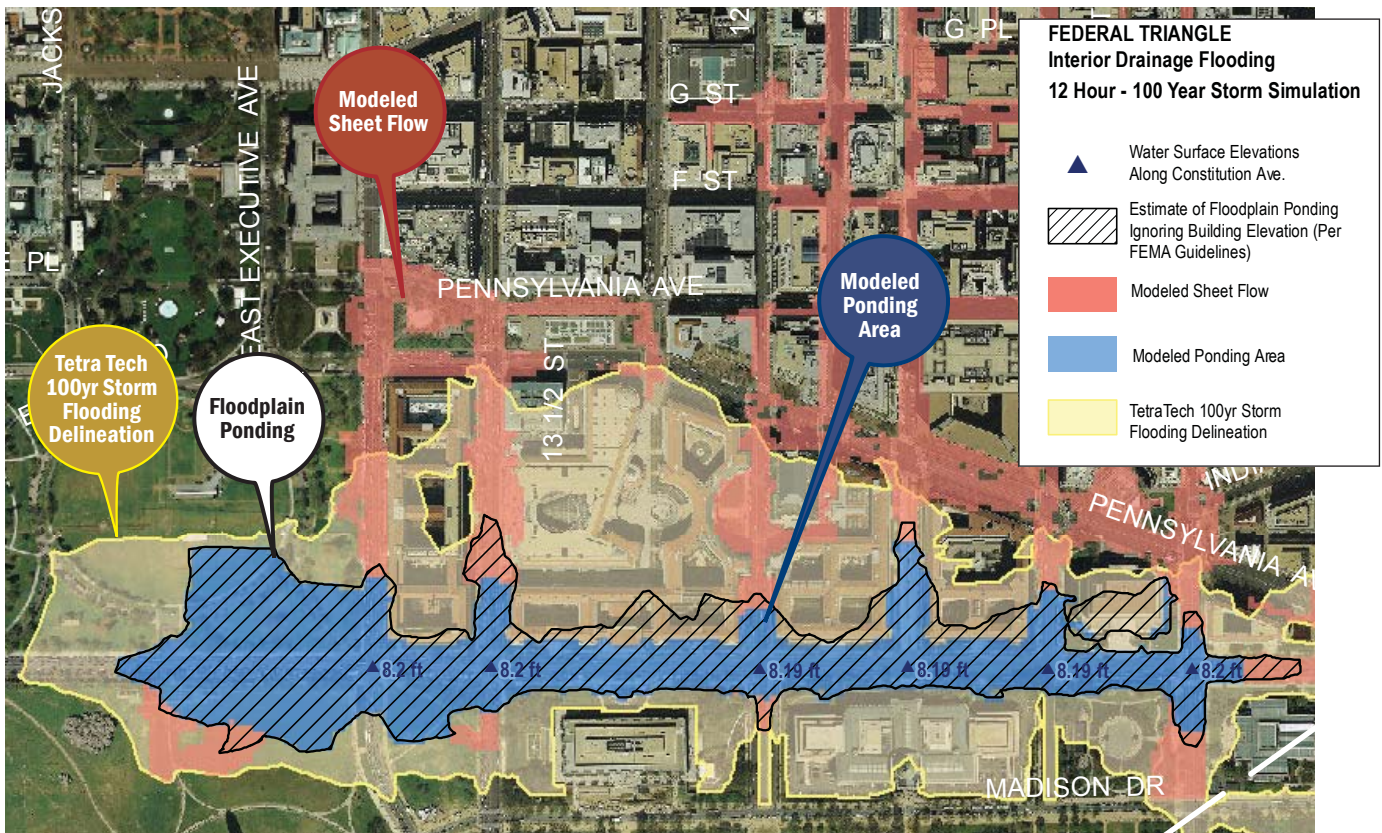 JACKS
EAST EXECUTIVE AVE
12
G PL
G ST
F ST
E PL
PENNSYLVANIA AVE
13 1/2 ST
INDI
PENNSYLVANIA A
MADISON DR
Modeled
Sheet Flow
Modeled
Ponding
Area
Tetra Tech
100yr Storm
Flooding
Delineation
Floodplain
Ponding
8.2 ft
8.2 ft
8.19 ft
8.19 ft
8.19 ft
8.2 ft
FEDERAL TRIANGLE
Interior Drainage Flooding
12 Hour - 100 Year Storm Simulation
Water Surface Elevations
Along Constitution Ave.
Estimate of Floodplain Ponding
Ignoring Building Elevation (Per
FEMA Guidelines)
Modeled Sheet Flow
Modeled Ponding Area
TetraTech 100yr Storm
Flooding Delineation